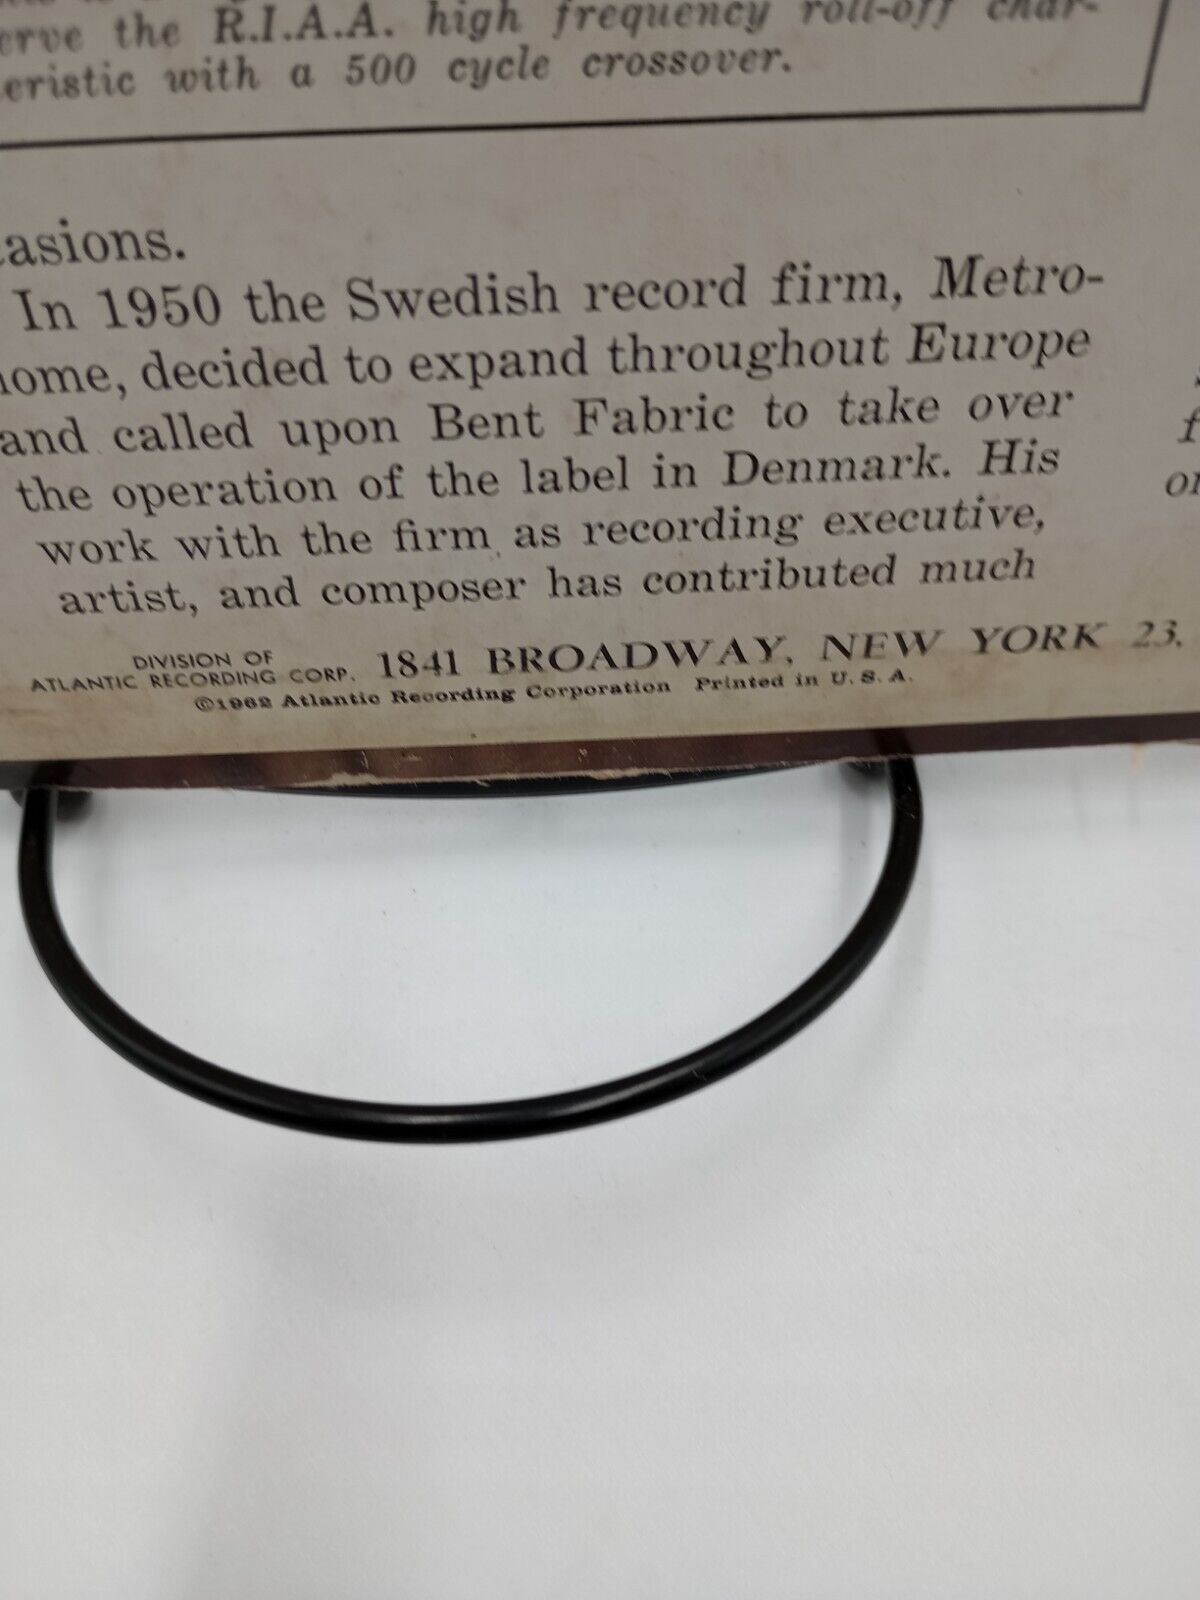 erve the R.I.A.A. high frequency roll-off char-
eristic with a 500 cycle crossover.
asions.
In 1950 the Swedish record firm, Metro-
ome, decided to expand throughout Europe
and called upon Bent Fabric to take over
the operation of the label in Denmark. His
work with the firm as recording executive,
artist, and composer has contributed much
DIVISION OF
ATLANTIC RECORDING CORP. 1841 BROADWAY, NEW YORK 23,
©1962 Atlantic Recording Corporation Printed in U. S. A.